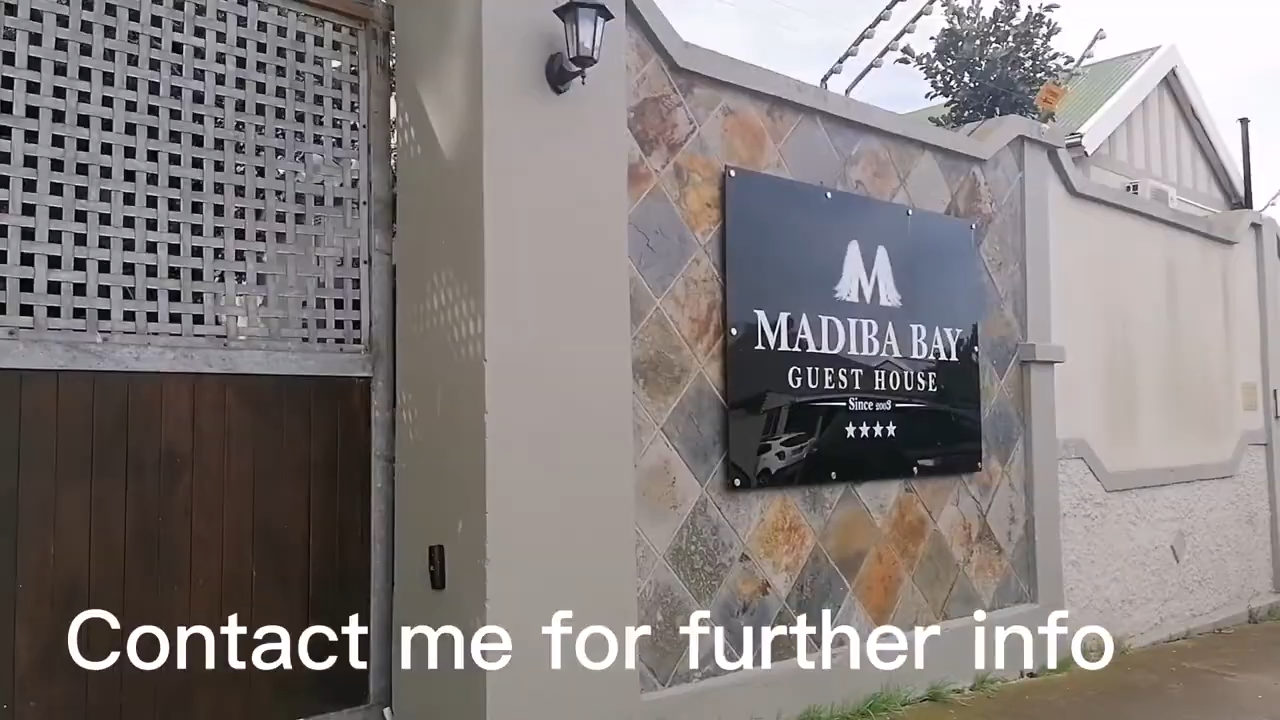 M
MADIBA BAY
GUEST HOUSE
Since 2003
Contact me for further info